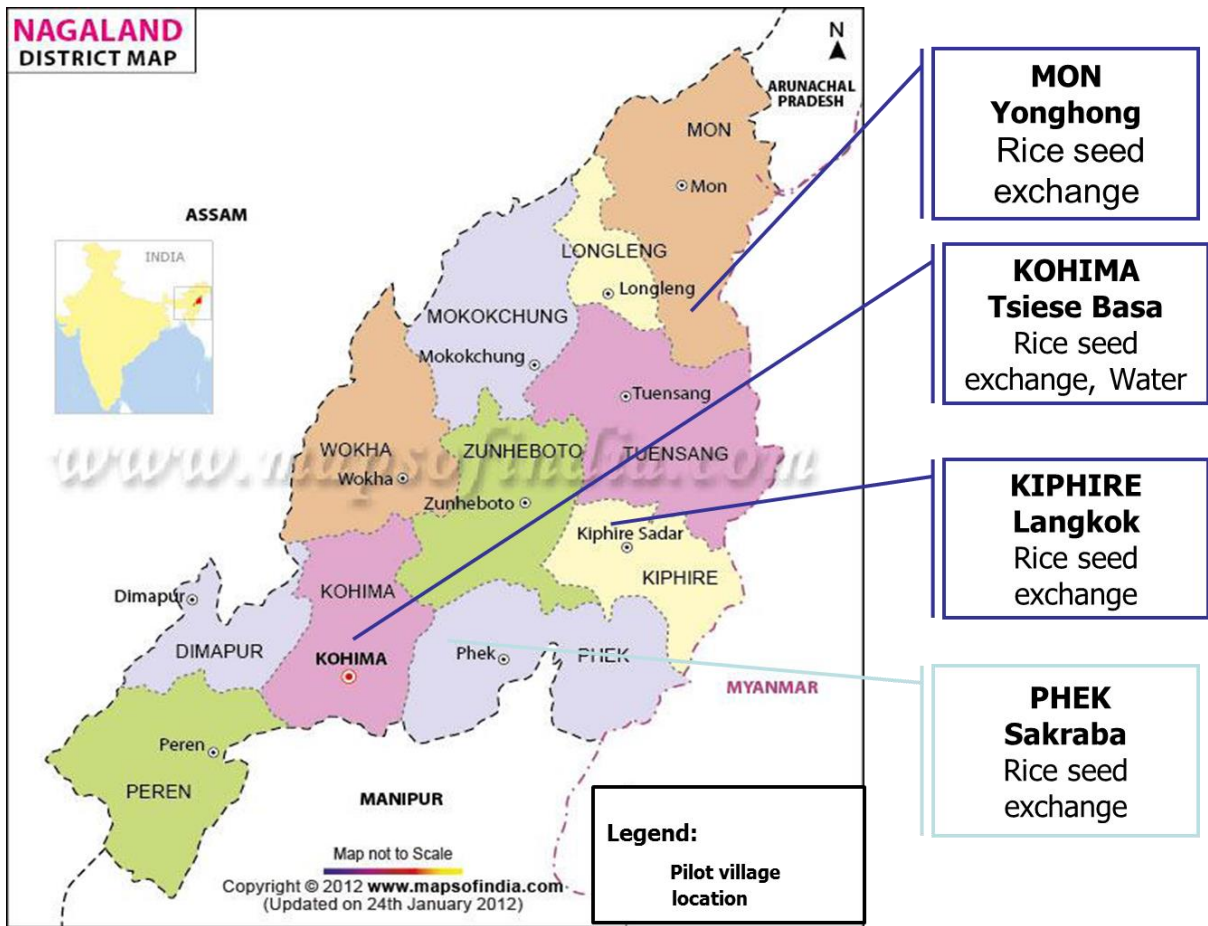 NAGALAND
DISTRICT MAP
N
ARUNACHAL
PRADESH
MON
Mon
ASSAM
INDIA
LONGLENG
Longleng
MOKOKCHUNG
Mokokchung
Tuensang
www.mapsofindia.com
WOKHA
Wokha
ZUNHEBOTO
TUENSANG
Zunheboto
Kiphire Sadar
KIPHIRE
KOHIMA
Dimapur
DIMAPUR
KOHIMA
Phek
PHEK
MYANMAR
Peren
PEREN
MANIPUR
Map not to Scale
Copyright © 2012 www.mapsofindia.com
(Updated on 24th January 2012)
Legend:
Pilot village
location
MON
Yonghong
Rice seed
exchange
KOHIMA
Tsiese Basa
Rice seed
exchange, Water
KIPHIRE
Langkok
Rice seed
exchange
PHEK
Sakraba
Rice seed
exchange